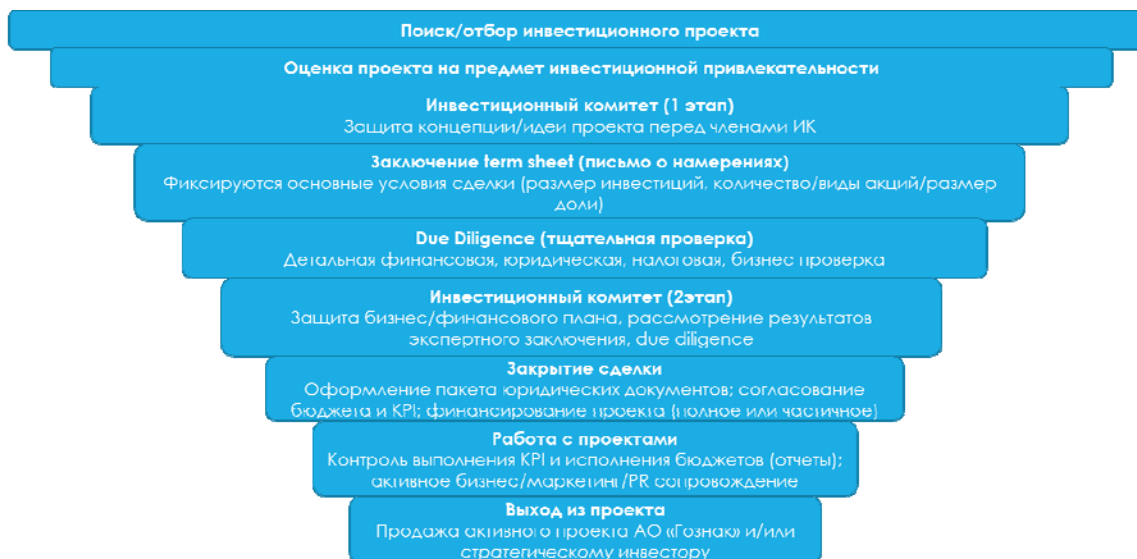 Поиск/отбор инвестиционного проекта
Оценка проекта на предмет инвестиционной привлекательности
Инвестиционный комитет (1 этап)
Защита концепции/идеи проекта перед членами ИК
Заключение term sheet (письмо о намерениях)
Фиксируются основные условия сделки (размер инвестиций, количество/виды акций/размер
доли)
Due Diligence (тщательная проверка)
Детальная финансовая, юридическая, налоговая, бизнес проверка
Инвестиционный комитет (2этап)
Защита бизнес/финансового плана, рассмотрение результатов
экспертного заключения, due diligence
Закрытие сделки
Оформление пакета юридических документов; согласование
бюджета и KPI; финансирование проекта (полное или частичное)
Работа с проектами
Контроль выполнения KPI и исполнения бюджетов (отчеты);
активное бизнес/маркетинг/PR сопровождение
Выход из проекта
Продажа активного проекта АО «Гознак» и/или
стратегическому инвестору